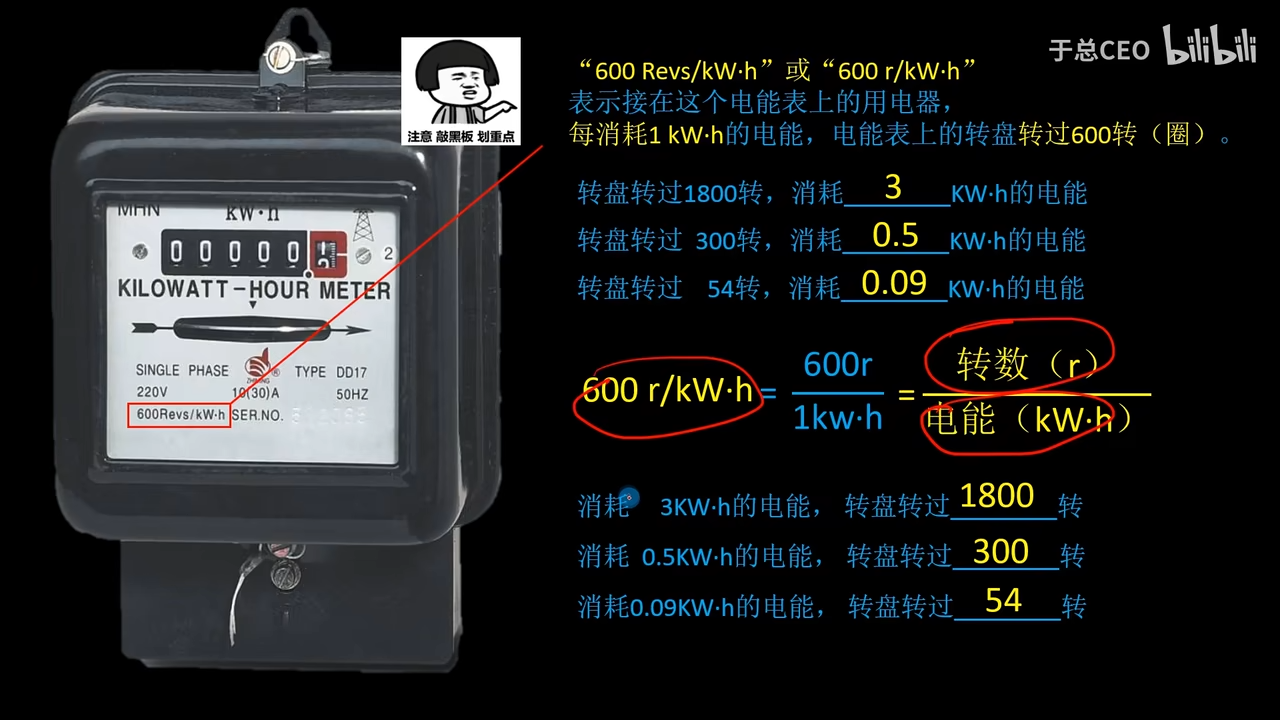 于总CEO bilibili
注意 敲黑板 划重点
“600 Revs/kW·h”或“600 r/kW·h”
表示接在这个电能表上的用电器，
每消耗1 kW·h的电能，电能表上的转盘转过600转（圈）。
转盘转过1800转，消耗 3 KW·h的电能
转盘转过 300转，消耗 0.5 KW·h的电能
转盘转过 54转，消耗 0.09 KW·h的电能
600 r/kW·h = 600r / 1kw·h = 转数（r） / 电能（kW·h）
消耗 3KW·h的电能， 转盘转过 1800 转
消耗 0.5KW·h的电能， 转盘转过 300 转
消耗0.09KW·h的电能， 转盘转过 54 转
kW·h
0 0 0 0 0
2
KILOWATT-HOUR METER
SINGLE PHASE TYPE DD17
220V 10(30)A 50HZ
600Revs/kW·h SER.NO.